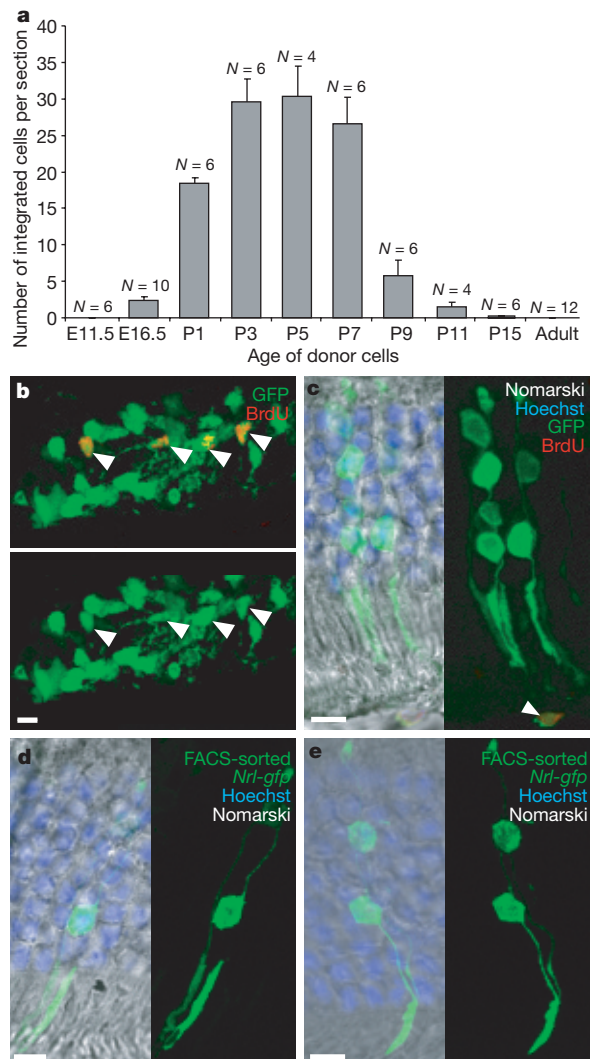 a
Number of integrated cells per section
40
35
30
25
20
15
10
5
0
N = 6
N = 10
N = 6
N = 6
N = 4
N = 6
N = 6
N = 4
N = 6
N = 12
E11.5 E16.5 P1 P3 P5 P7 P9 P11 P15 Adult
Age of donor cells
b
GFP
BrdU
c
Nomarski
Hoechst
GFP
BrdU
d
FACS-sorted
Nrl-gfp
Hoechst
Nomarski
e
FACS-sorted
Nrl-gfp
Hoechst
Nomarski